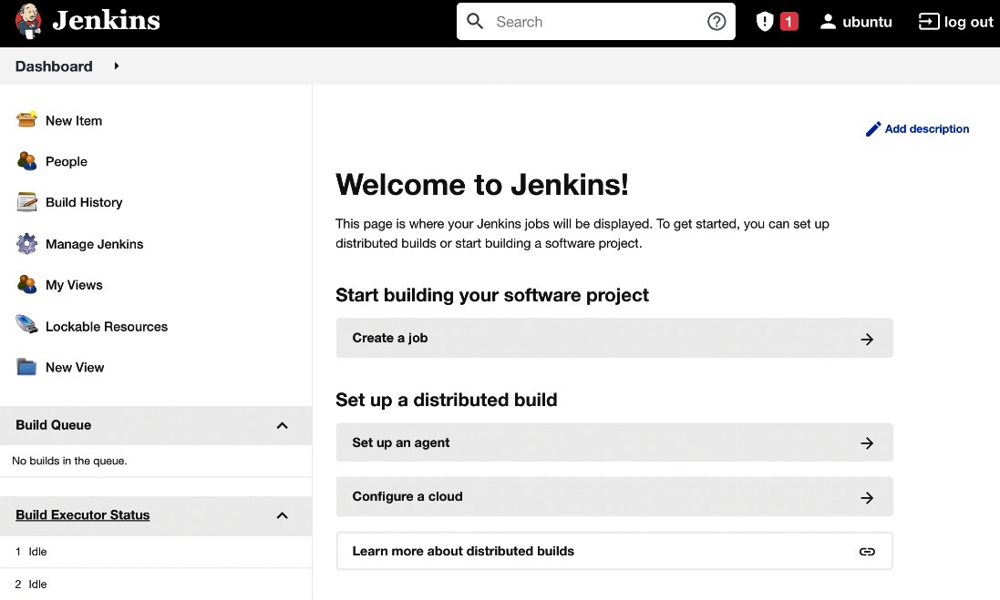 Jenkins
Search
1
ubuntu
log out
Dashboard
New Item
People
Build History
Manage Jenkins
My Views
Lockable Resources
New View
Build Queue
No builds in the queue.
Build Executor Status
1 Idle
2 Idle
Add description
Welcome to Jenkins!
This page is where your Jenkins jobs will be displayed. To get started, you can set up
distributed builds or start building a software project.
Start building your software project
Create a job
Set up a distributed build
Set up an agent
Configure a cloud
Learn more about distributed builds